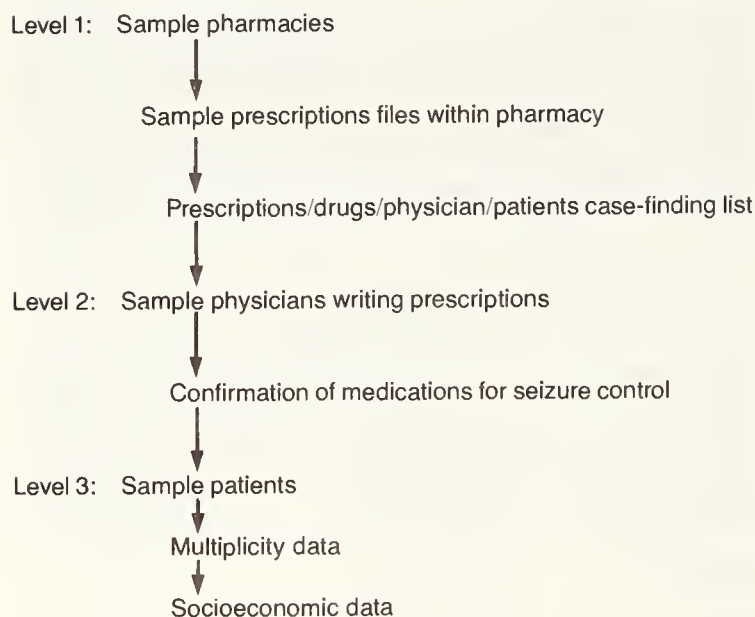 Level 1: Sample pharmacies
Sample prescriptions files within pharmacy
Prescriptions/drugs/physician/patients case-finding list
Level 2: Sample physicians writing prescriptions
Confirmation of medications for seizure control
Level 3: Sample patients
Multiplicity data
Socioeconomic data